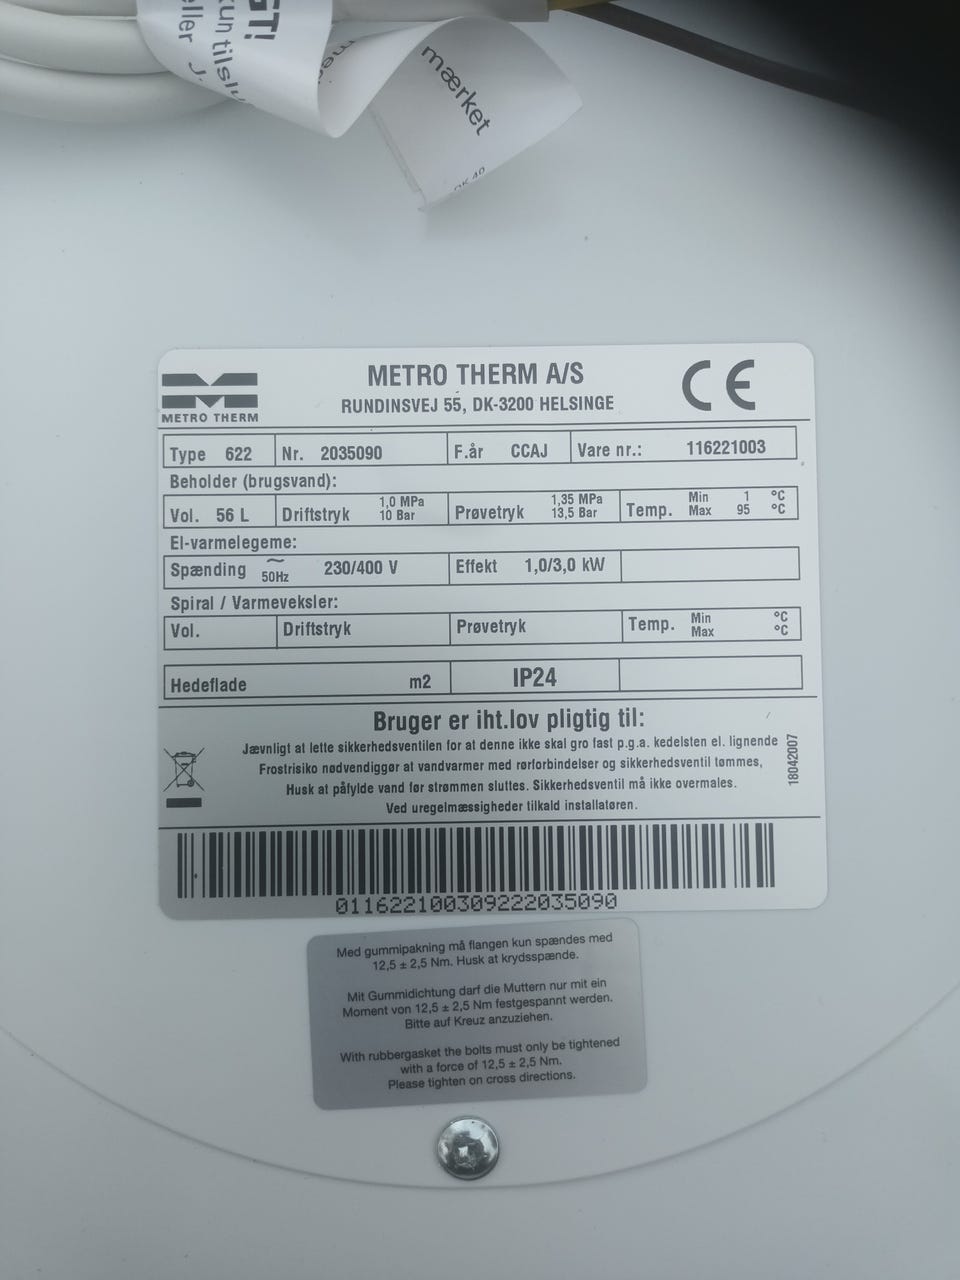 GT!
kun tilslu
eller J.
mærket
DK 40
METRO THERM
METRO THERM A/S
RUNDINSVEJ 55, DK-3200 HELSINGE
CE
Type 622 Nr. 2035090 F.år CCAJ Vare nr.: 116221003
Beholder (brugsvand):
Vol. 56 L Driftstryk 1,0 MPa 10 Bar Prøvetryk 1,35 MPa 13,5 Bar Temp. Min 1 °C Max 95 °C
El-varmelegeme:
Spænding ~ 50Hz 230/400 V Effekt 1,0/3,0 kW
Spiral / Varmeveksler:
Vol. Driftstryk Prøvetryk Temp. Min °C Max °C
Hedeflade m2 IP24
Bruger er iht.lov pligtig til:
Jævnligt at lette sikkerhedsventilen for at denne ikke skal gro fast p.g.a. kedelsten el. lignende
Frostrisiko nødvendiggør at vandvarmer med rørforbindelser og sikkerhedsventil tømmes,
Husk at påfylde vand før strømmen sluttes. Sikkerhedsventil må ikke overmales.
Ved uregelmæssigheder tilkald installatøren.
18042007
011622100309222035090
Med gummipakning må flangen kun spændes med
12,5 ± 2,5 Nm. Husk at krydsspænde.
Mit Gummidichtung darf die Muttern nur mit ein
Moment von 12,5 ± 2,5 Nm festgespannt werden.
Bitte auf Kreuz anzuziehen.
With rubbergasket the bolts must only be tightened
with a force of 12,5 ± 2,5 Nm.
Please tighten on cross directions.